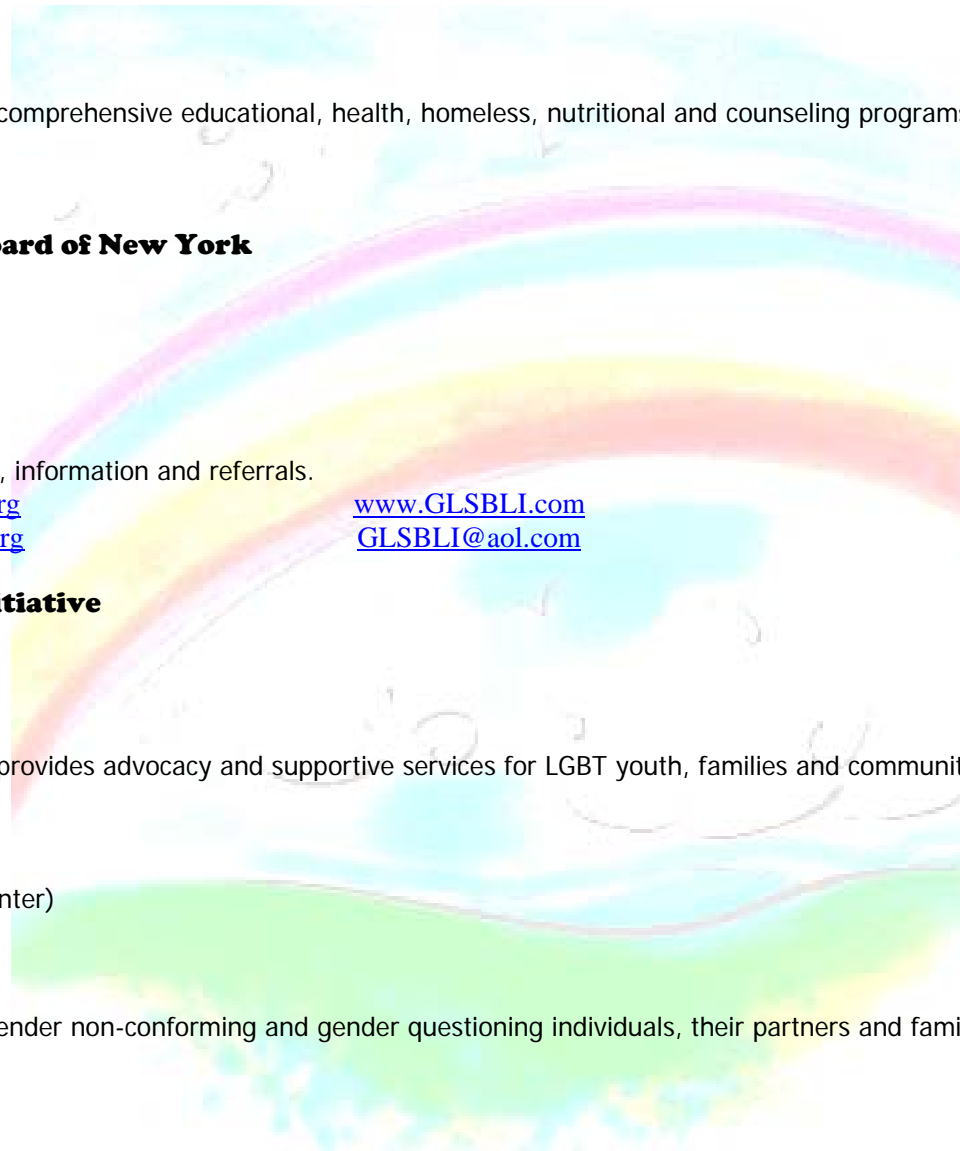 comprehensive educational, health, homeless, nutritional and counseling programs
ard of New York
, information and referrals.
rg www.GLSBLI.com
rg GLSBLI@aol.com
tiative
provides advocacy and supportive services for LGBT youth, families and communit
nter)
ender non-conforming and gender questioning individuals, their partners and fami